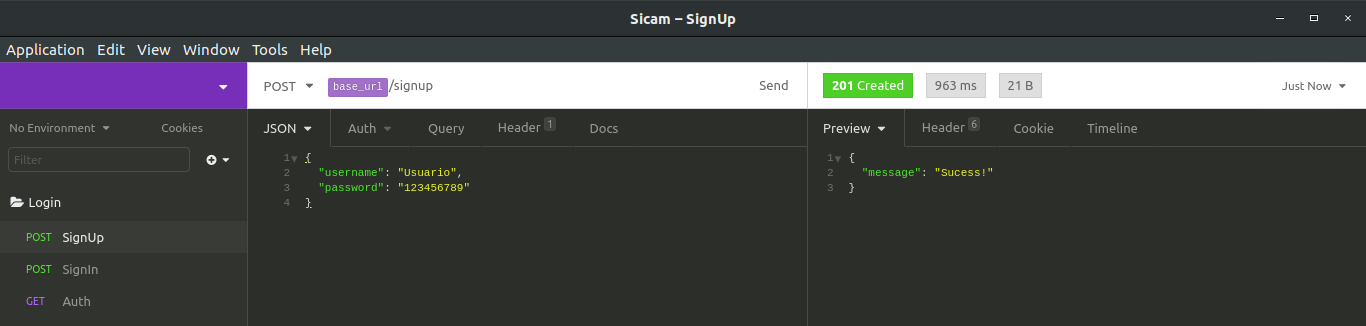 Sicam – SignUp
Application Edit View Window Tools Help
POST base_url/signup Send
201 Created 963 ms 21 B Just Now
No Environment Cookies
JSON Auth Query Header 1 Docs
Preview Header 6 Cookie Timeline
Filter
1 {
2 "username": "Usuario",
3 "password": "123456789"
4 }
1 {
2 "message": "Sucess!"
3 }
Login
POST SignUp
POST SignIn
GET Auth